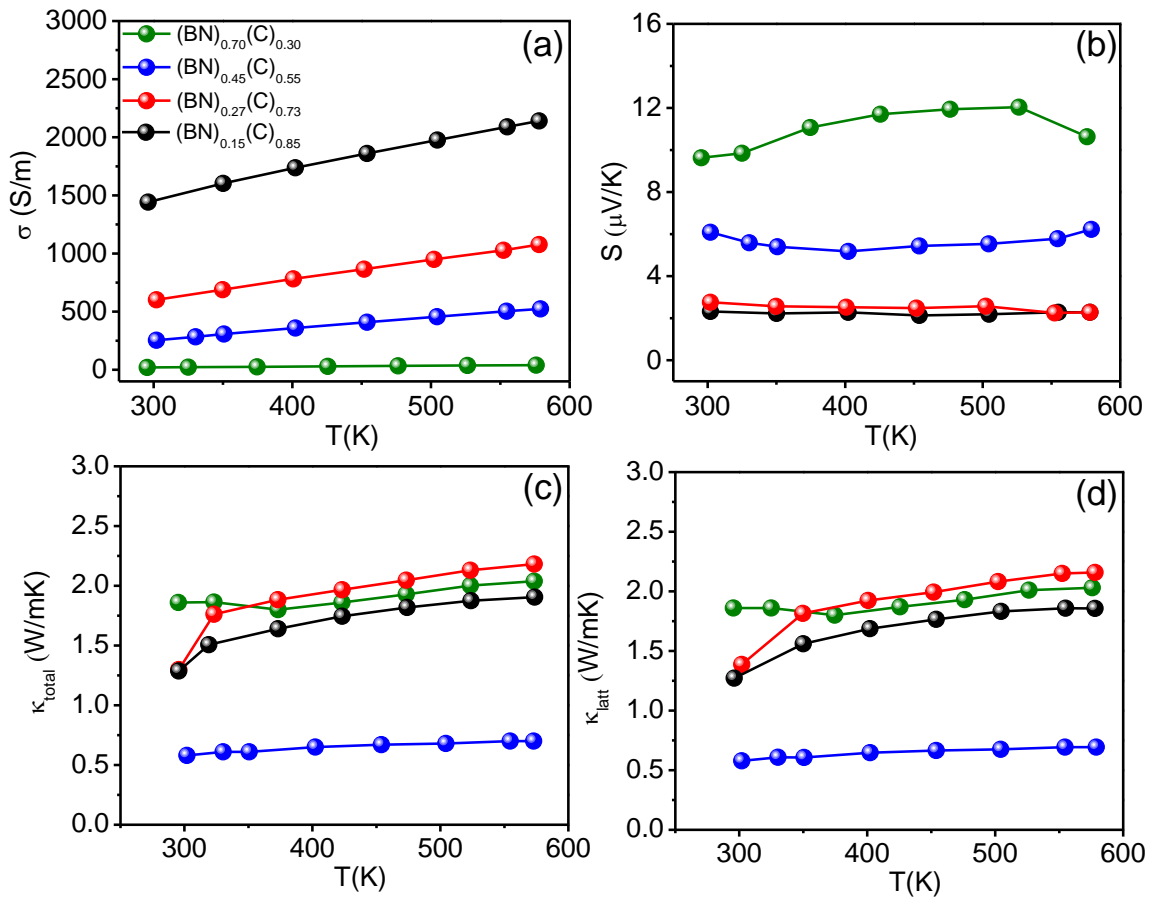 (a)
3000
2500
2000
1500
1000
500
0
σ (S/m)
(BN)0.70(C)0.30
(BN)0.45(C)0.55
(BN)0.27(C)0.73
(BN)0.15(C)0.85
300 400 500 600
T(K)
(b)
16
12
8
4
0
S (μV/K)
300 400 500 600
T(K)
(c)
3.0
2.5
2.0
1.5
1.0
0.5
0.0
κtotal (W/mK)
300 400 500 600
T(K)
(d)
3.0
2.5
2.0
1.5
1.0
0.5
0.0
κlatt (W/mK)
300 400 500 600
T(K)